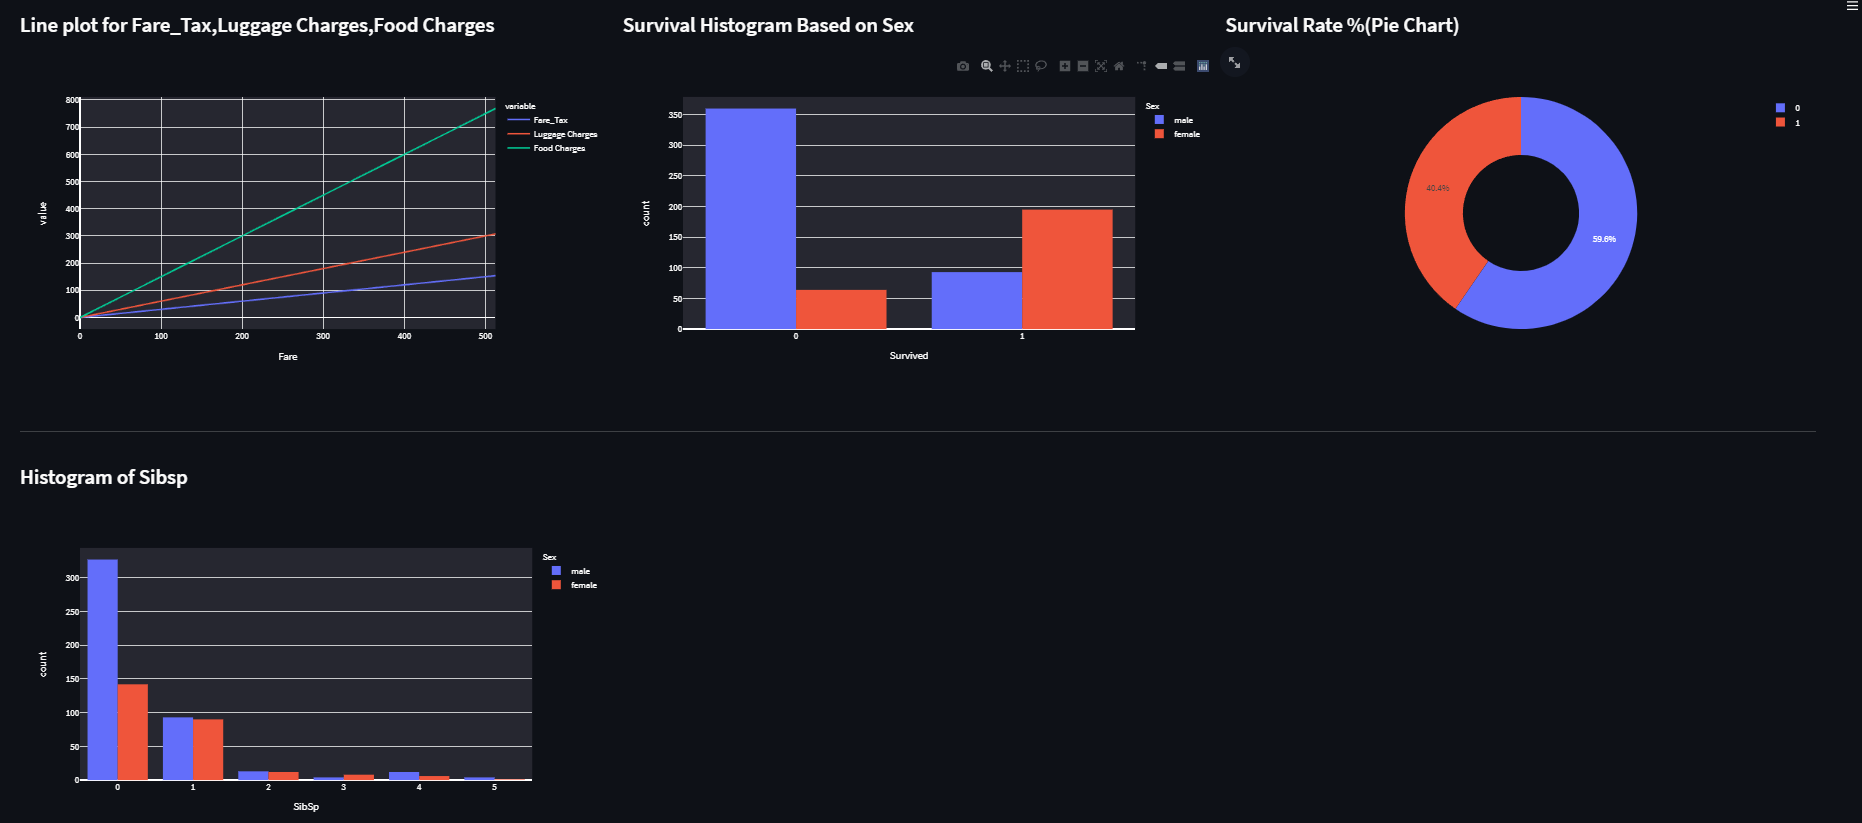 Line plot for Fare_Tax,Luggage Charges,Food Charges
800
700
600
500
400
300
200
100
0
value
0 100 200 300 400 500
Fare
variable
Fare_Tax
Luggage Charges
Food Charges
Survival Histogram Based on Sex
350
300
250
200
150
100
50
0
count
0 1
Survived
Sex
male
female
Survival Rate %(Pie Chart)
40.4%
59.6%
0
1
Histogram of Sibsp
300
250
200
150
100
50
0
count
0 1 2 3 4 5
SibSp
Sex
male
female